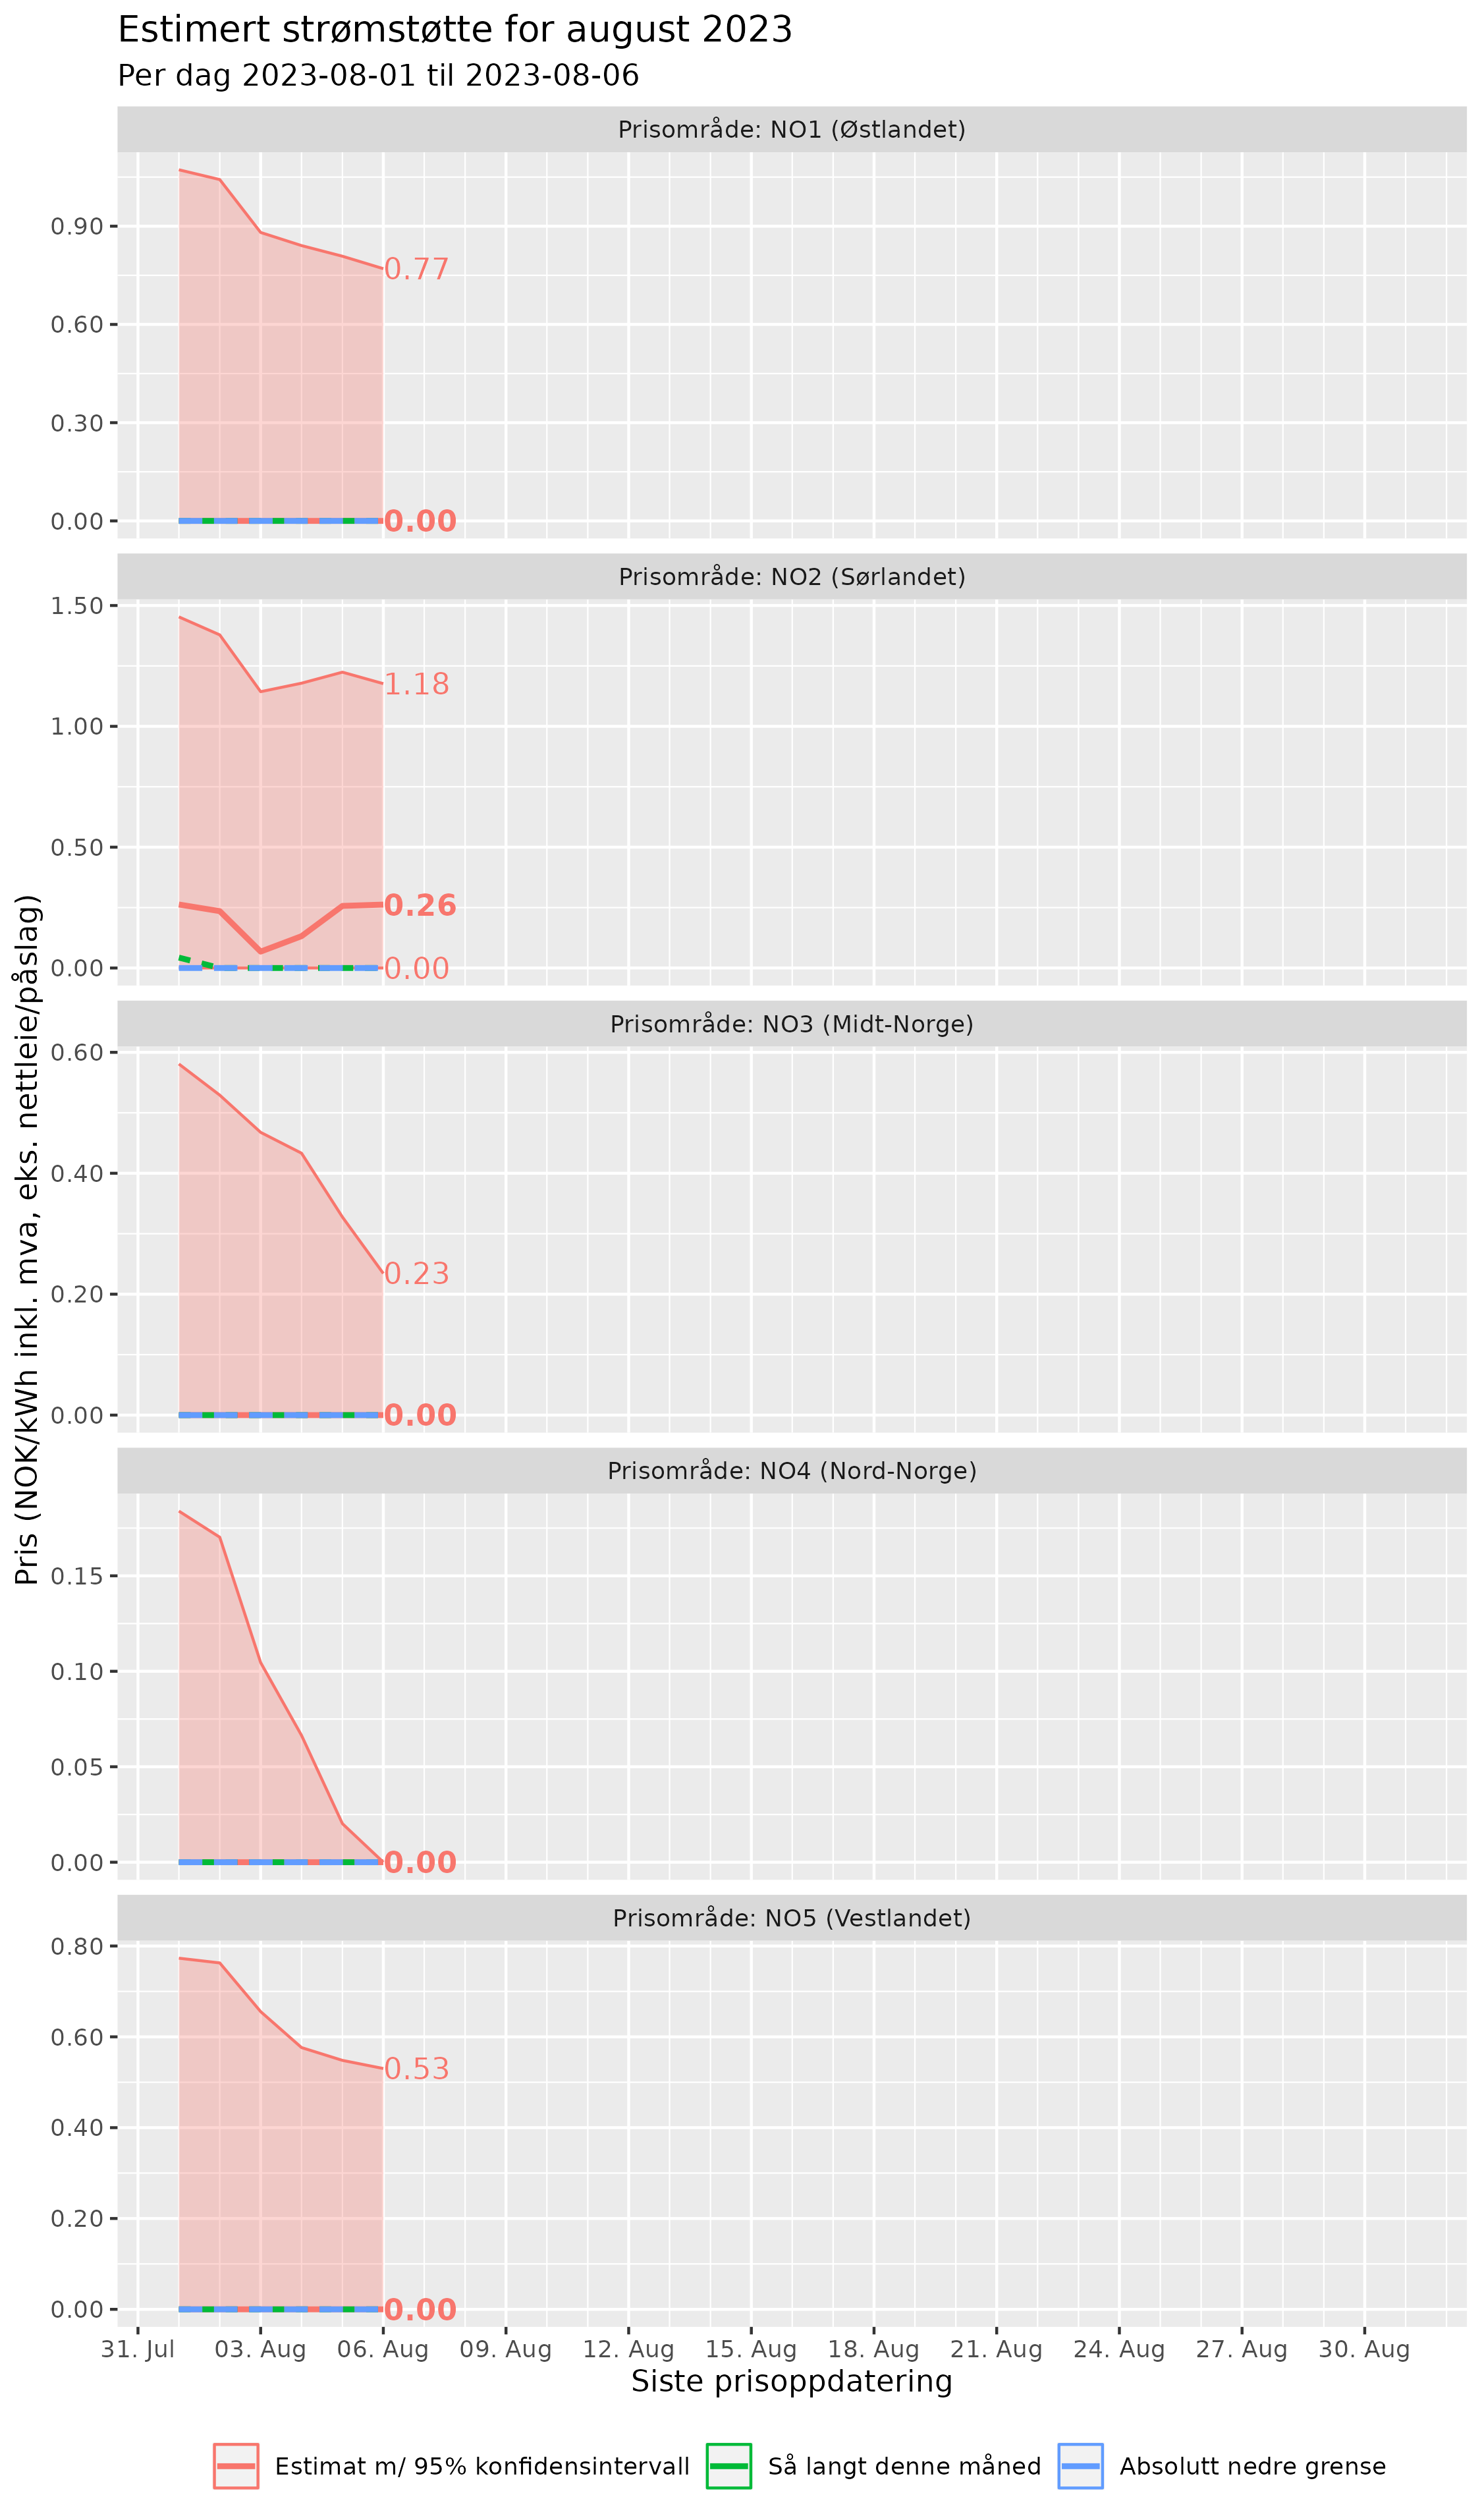 Estimert strømstøtte for august 2023
Per dag 2023-08-01 til 2023-08-06
Pris (NOK/kWh inkl. mva, eks. nettleie/påslag)
Prisområde: NO1 (Østlandet)
0.90
0.60
0.30
0.00
0.77
0.00
Prisområde: NO2 (Sørlandet)
1.50
1.00
0.50
0.00
1.18
0.26
0.00
Prisområde: NO3 (Midt-Norge)
0.60
0.40
0.20
0.00
0.23
0.00
Prisområde: NO4 (Nord-Norge)
0.15
0.10
0.05
0.00
0.00
Prisområde: NO5 (Vestlandet)
0.80
0.60
0.40
0.20
0.00
0.53
0.00
31. Jul 03. Aug 06. Aug 09. Aug 12. Aug 15. Aug 18. Aug 21. Aug 24. Aug 27. Aug 30. Aug
Siste prisoppdatering
Estimat m/ 95% konfidensintervall Så langt denne måned Absolutt nedre grense